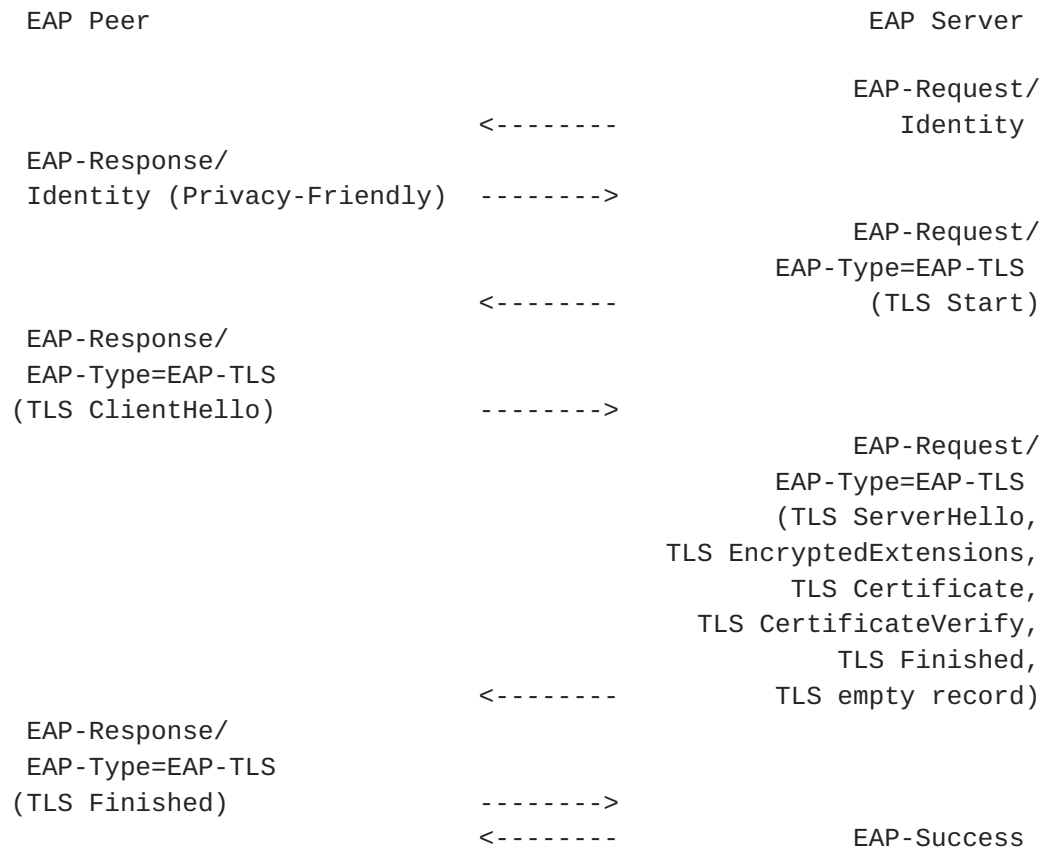 EAP Peer EAP Server
EAP-Request/
<-------- Identity
EAP-Response/
Identity (Privacy-Friendly) -------->
EAP-Request/
EAP-Type=EAP-TLS
<-------- (TLS Start)
EAP-Response/
EAP-Type=EAP-TLS
(TLS ClientHello) -------->
EAP-Request/
EAP-Type=EAP-TLS
(TLS ServerHello,
TLS EncryptedExtensions,
TLS Certificate,
TLS CertificateVerify,
TLS Finished,
<-------- TLS empty record)
EAP-Response/
EAP-Type=EAP-TLS
(TLS Finished) -------->
<-------- EAP-Success